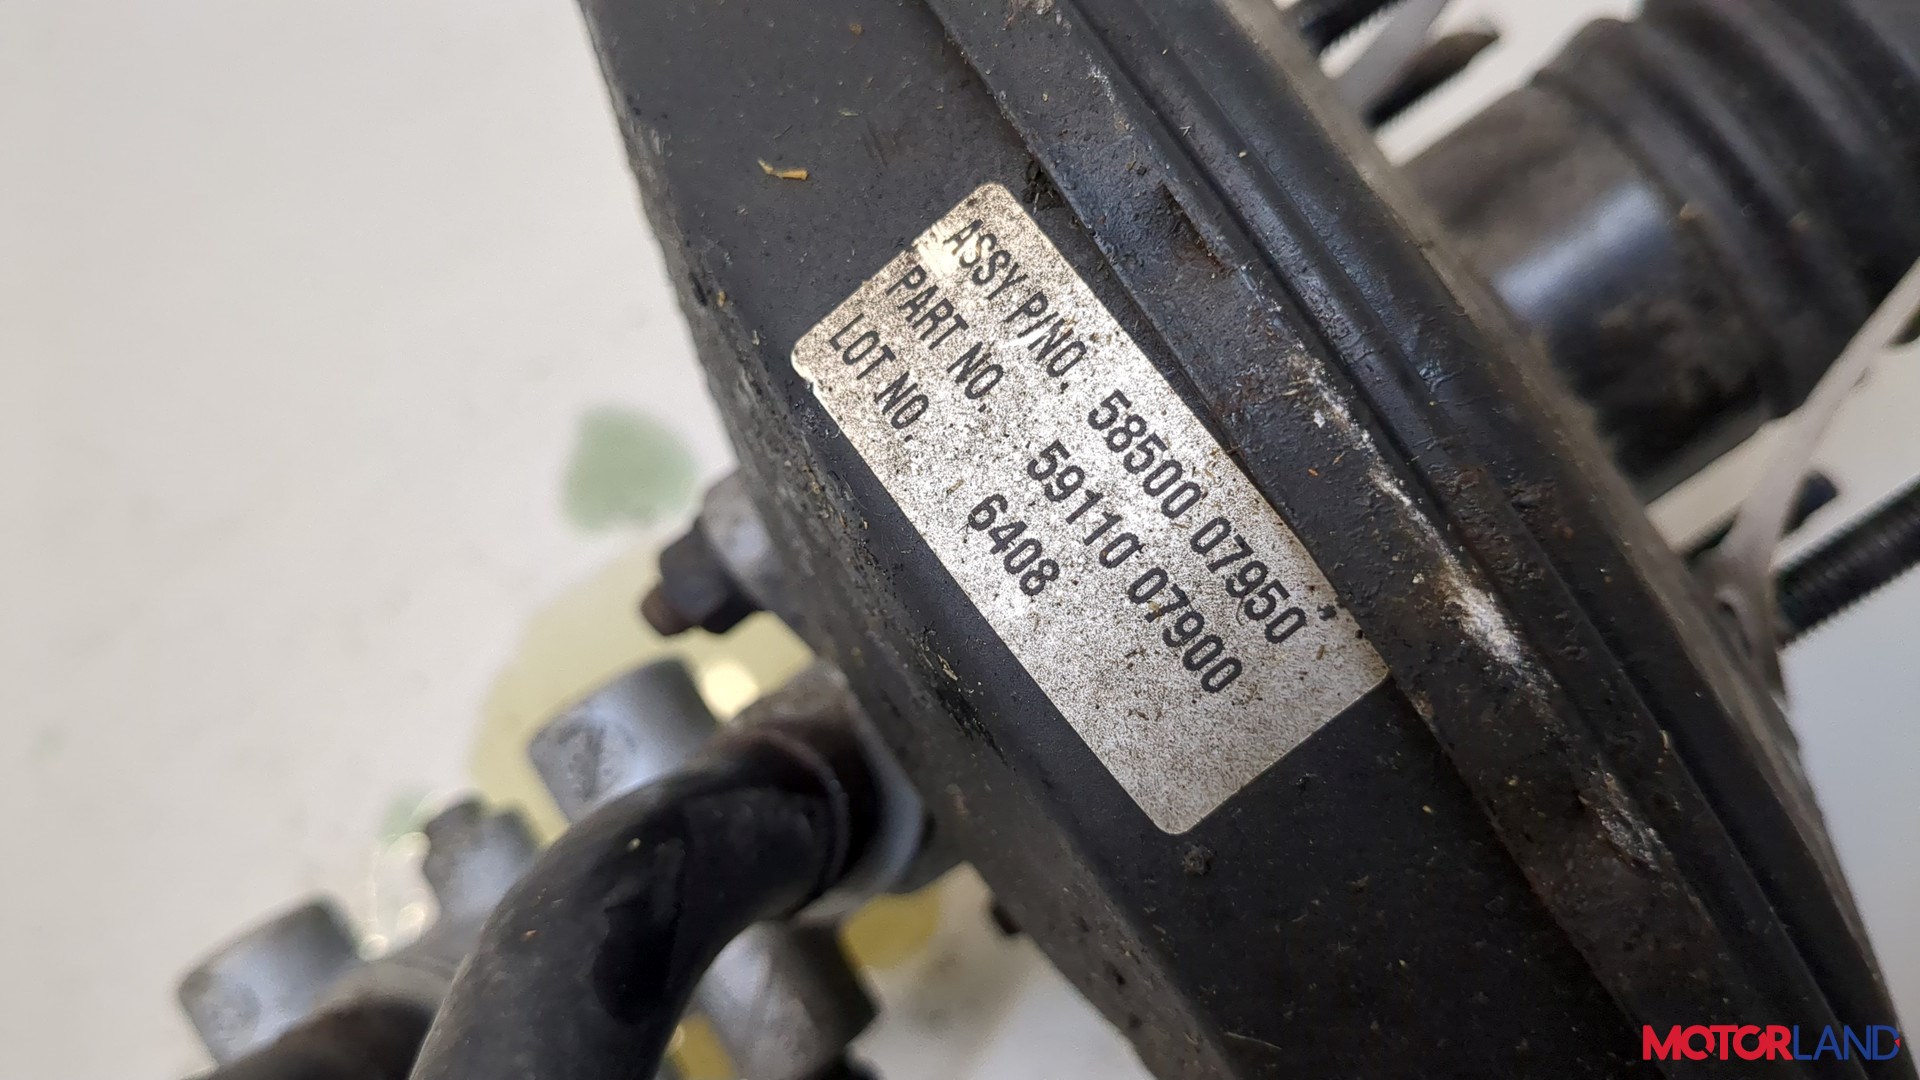 ASSY P/NO. 58500 07950
PART NO. 59110 07900
LOT NO. 6408
MOTORLAND